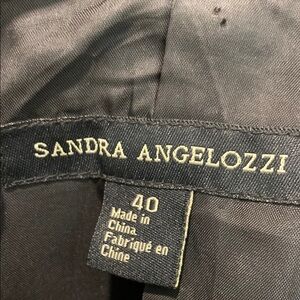 SANDRA ANGELOZZI
40
Made in
China
Fabriqué en
Chine